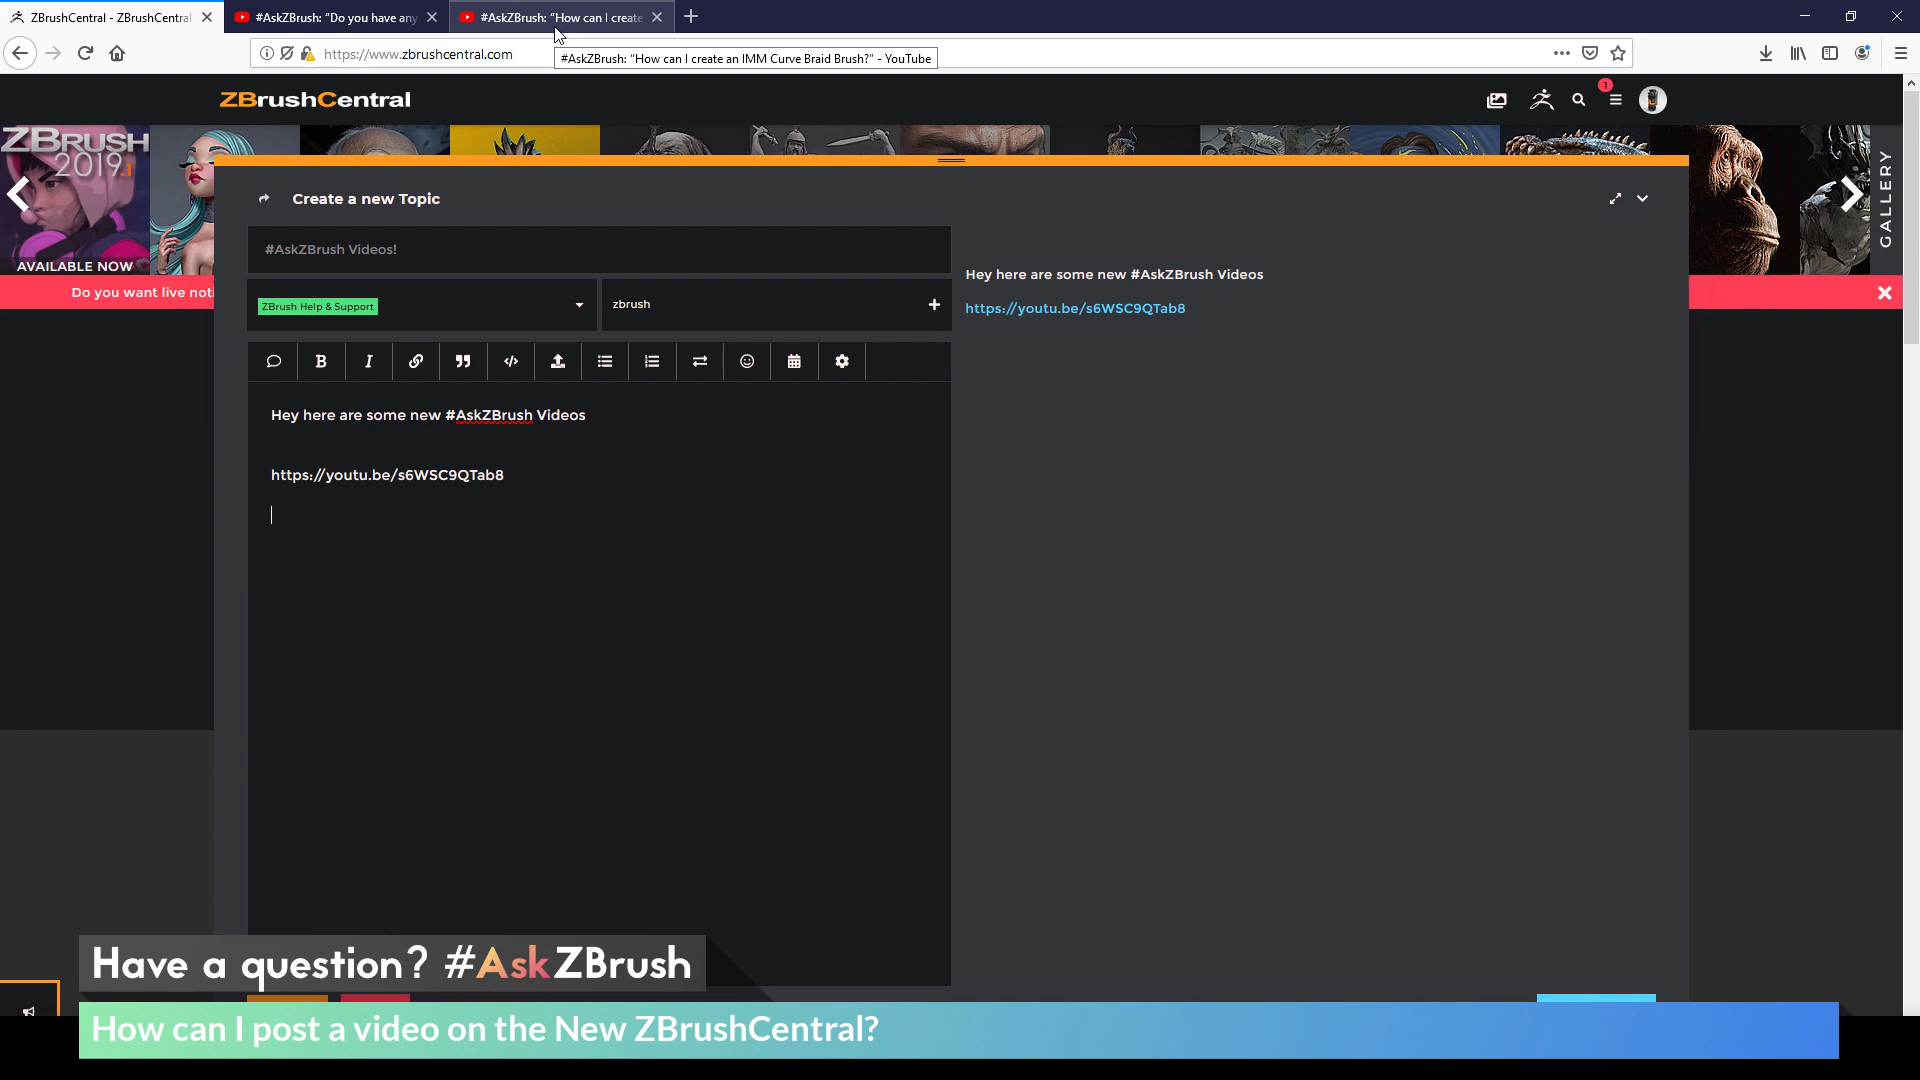 ZBrushCentral - ZBrushCentral
#AskZBrush: “Do you have any
#AskZBrush: “How can I create
https://www.zbrushcentral.com
#AskZBrush: “How can I create an IMM Curve Braid Brush?” - YouTube
ZBrushCentral
1
ZBRUSH
2019.1
AVAILABLE NOW
GALLERY
Do you want live noti
Create a new Topic
#AskZBrush Videos!
ZBrush Help & Support
zbrush
Hey here are some new #AskZBrush Videos
https://youtu.be/s6WSC9QTab8
Hey here are some new #AskZBrush Videos
https://youtu.be/s6WSC9QTab8
Have a question? #AskZBrush
How can I post a video on the New ZBrushCentral?